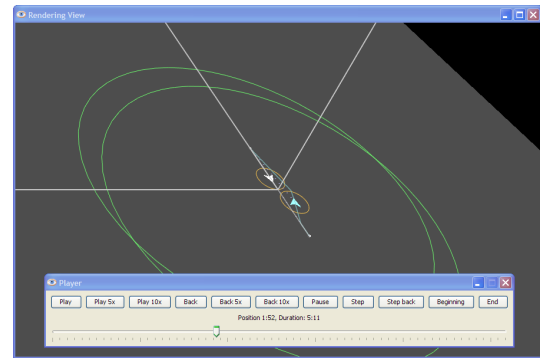 Rendering View
Player
Play Play 5x Play 10x Back Back 5x Back 10x Pause Step Step back Beginning End
Position 1:52, Duration: 5:11